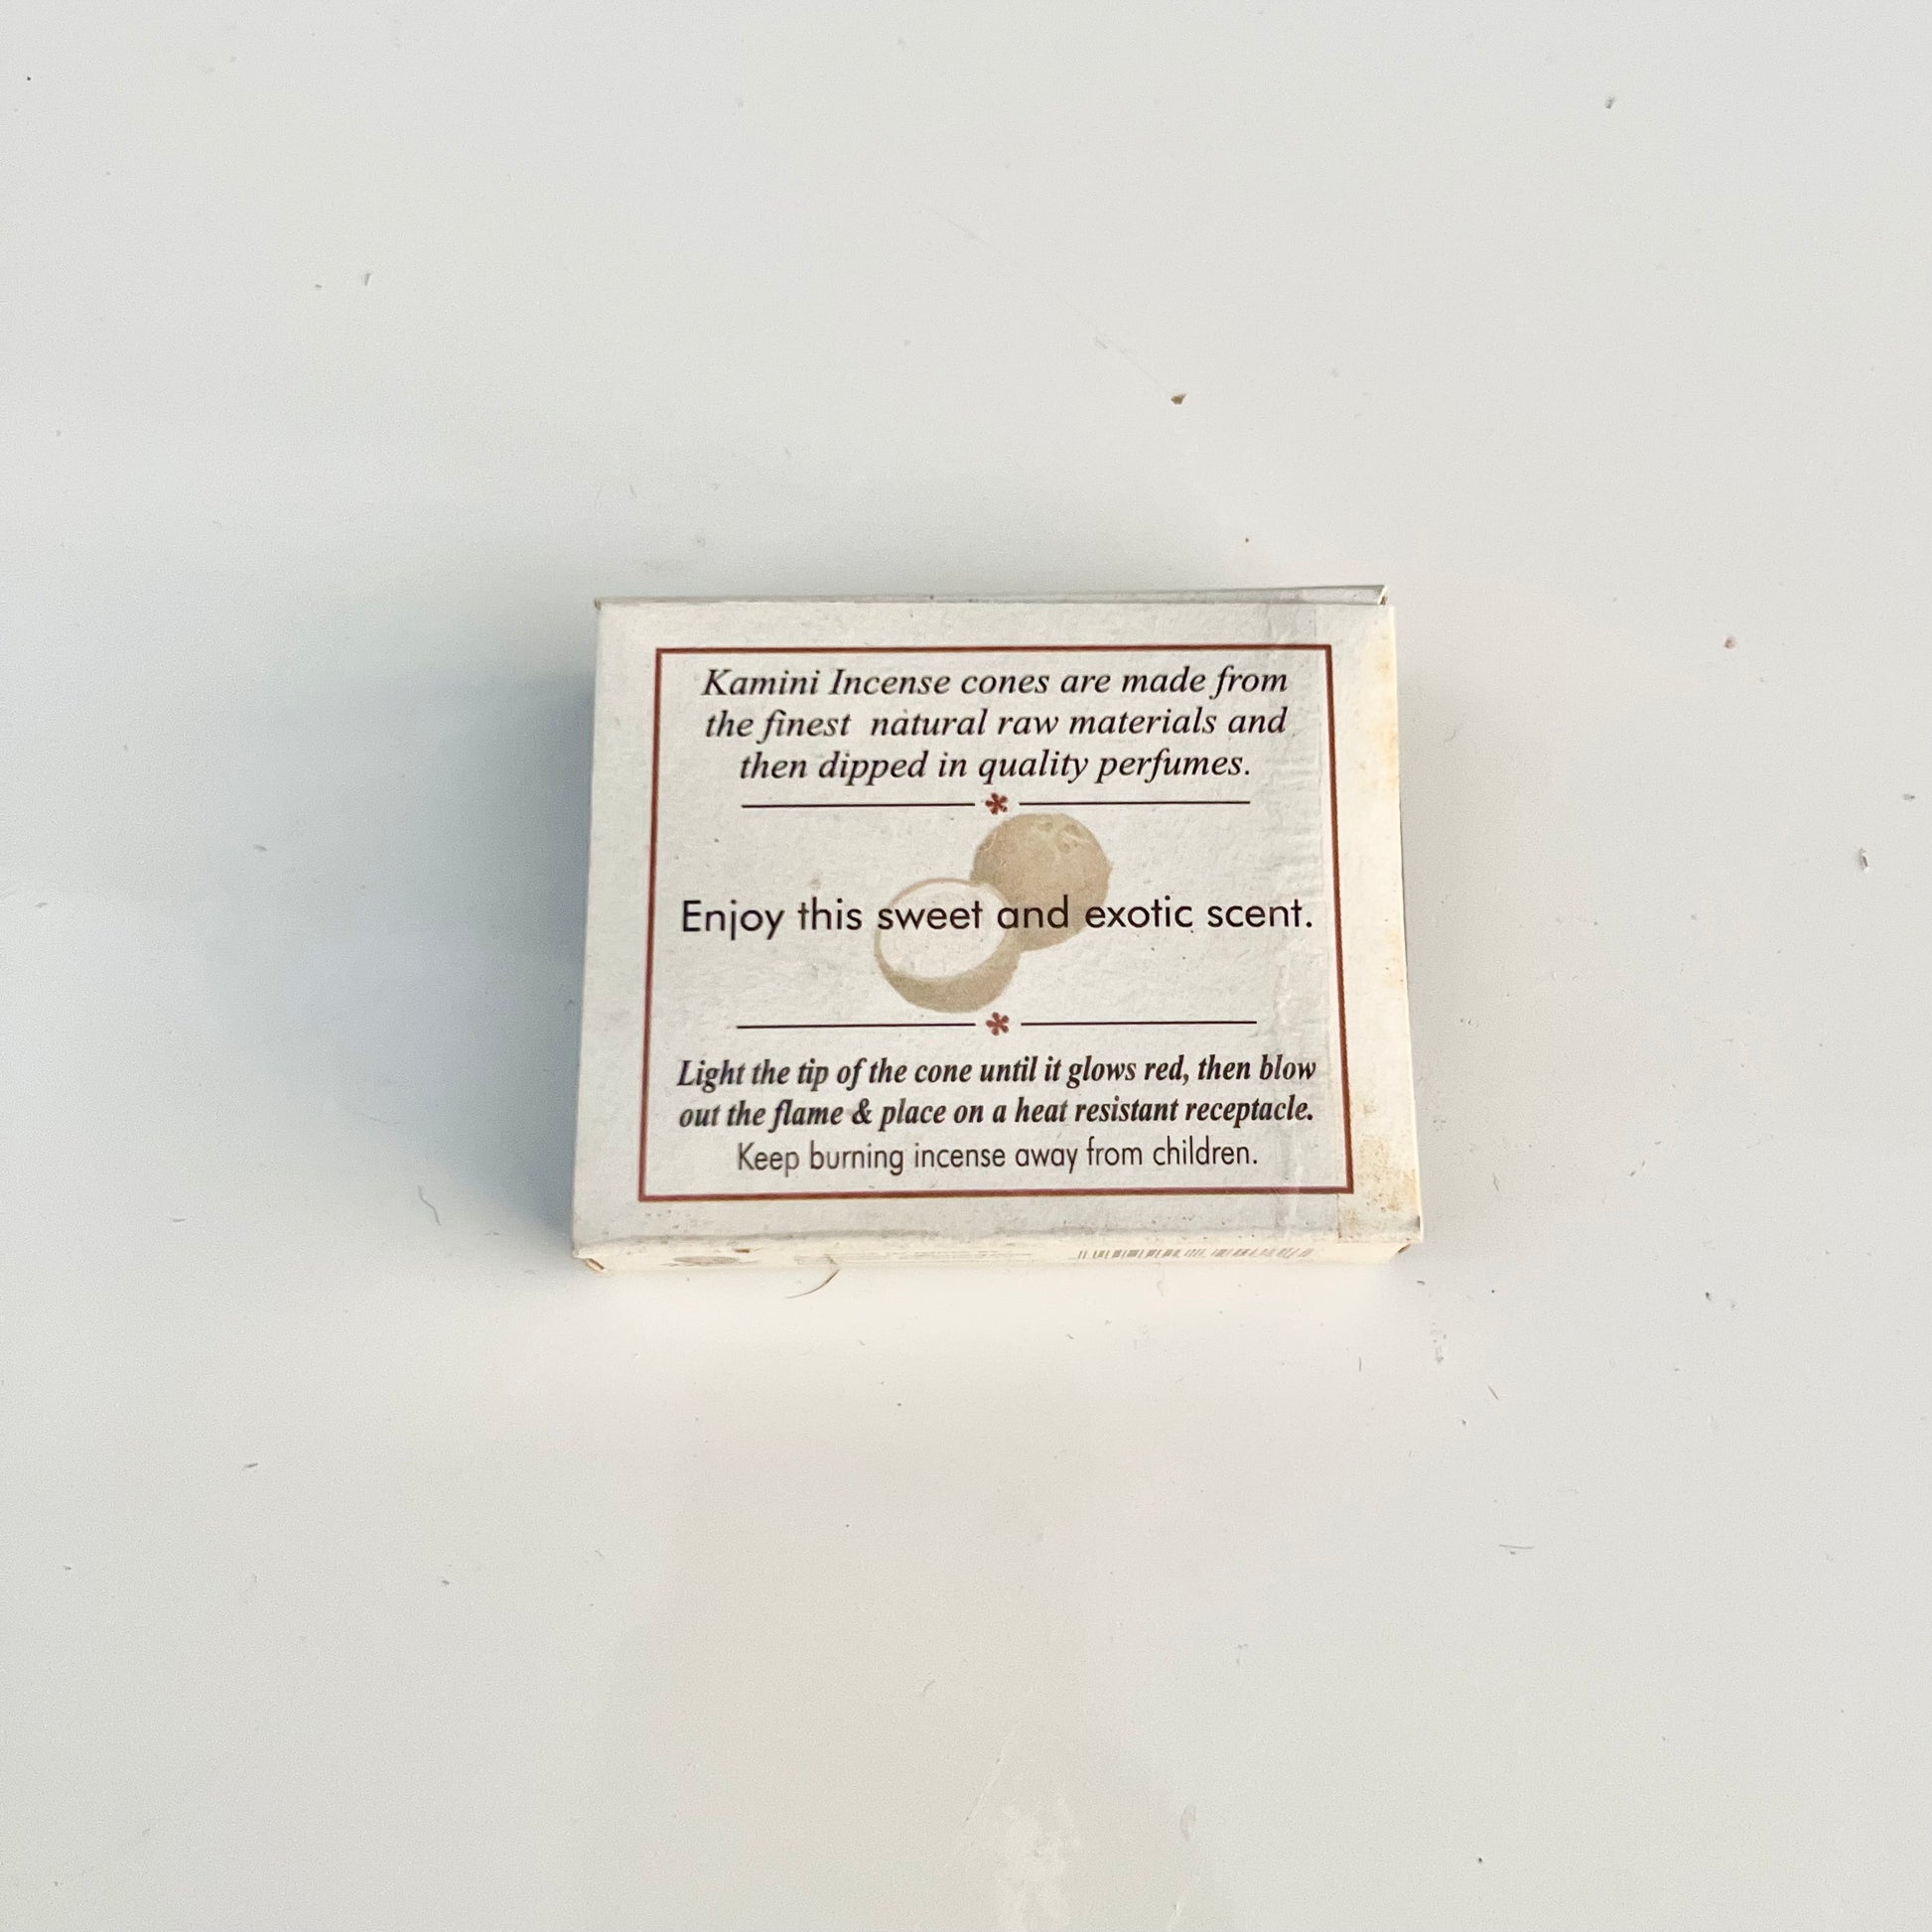 Kamini Incense cones are made from
the finest natural raw materials and
then dipped in quality perfumes.
Enjoy this sweet and exotic scent.
Light the tip of the cone until it glows red, then blow
out the flame & place on a heat resistant receptacle.
Keep burning incense away from children.